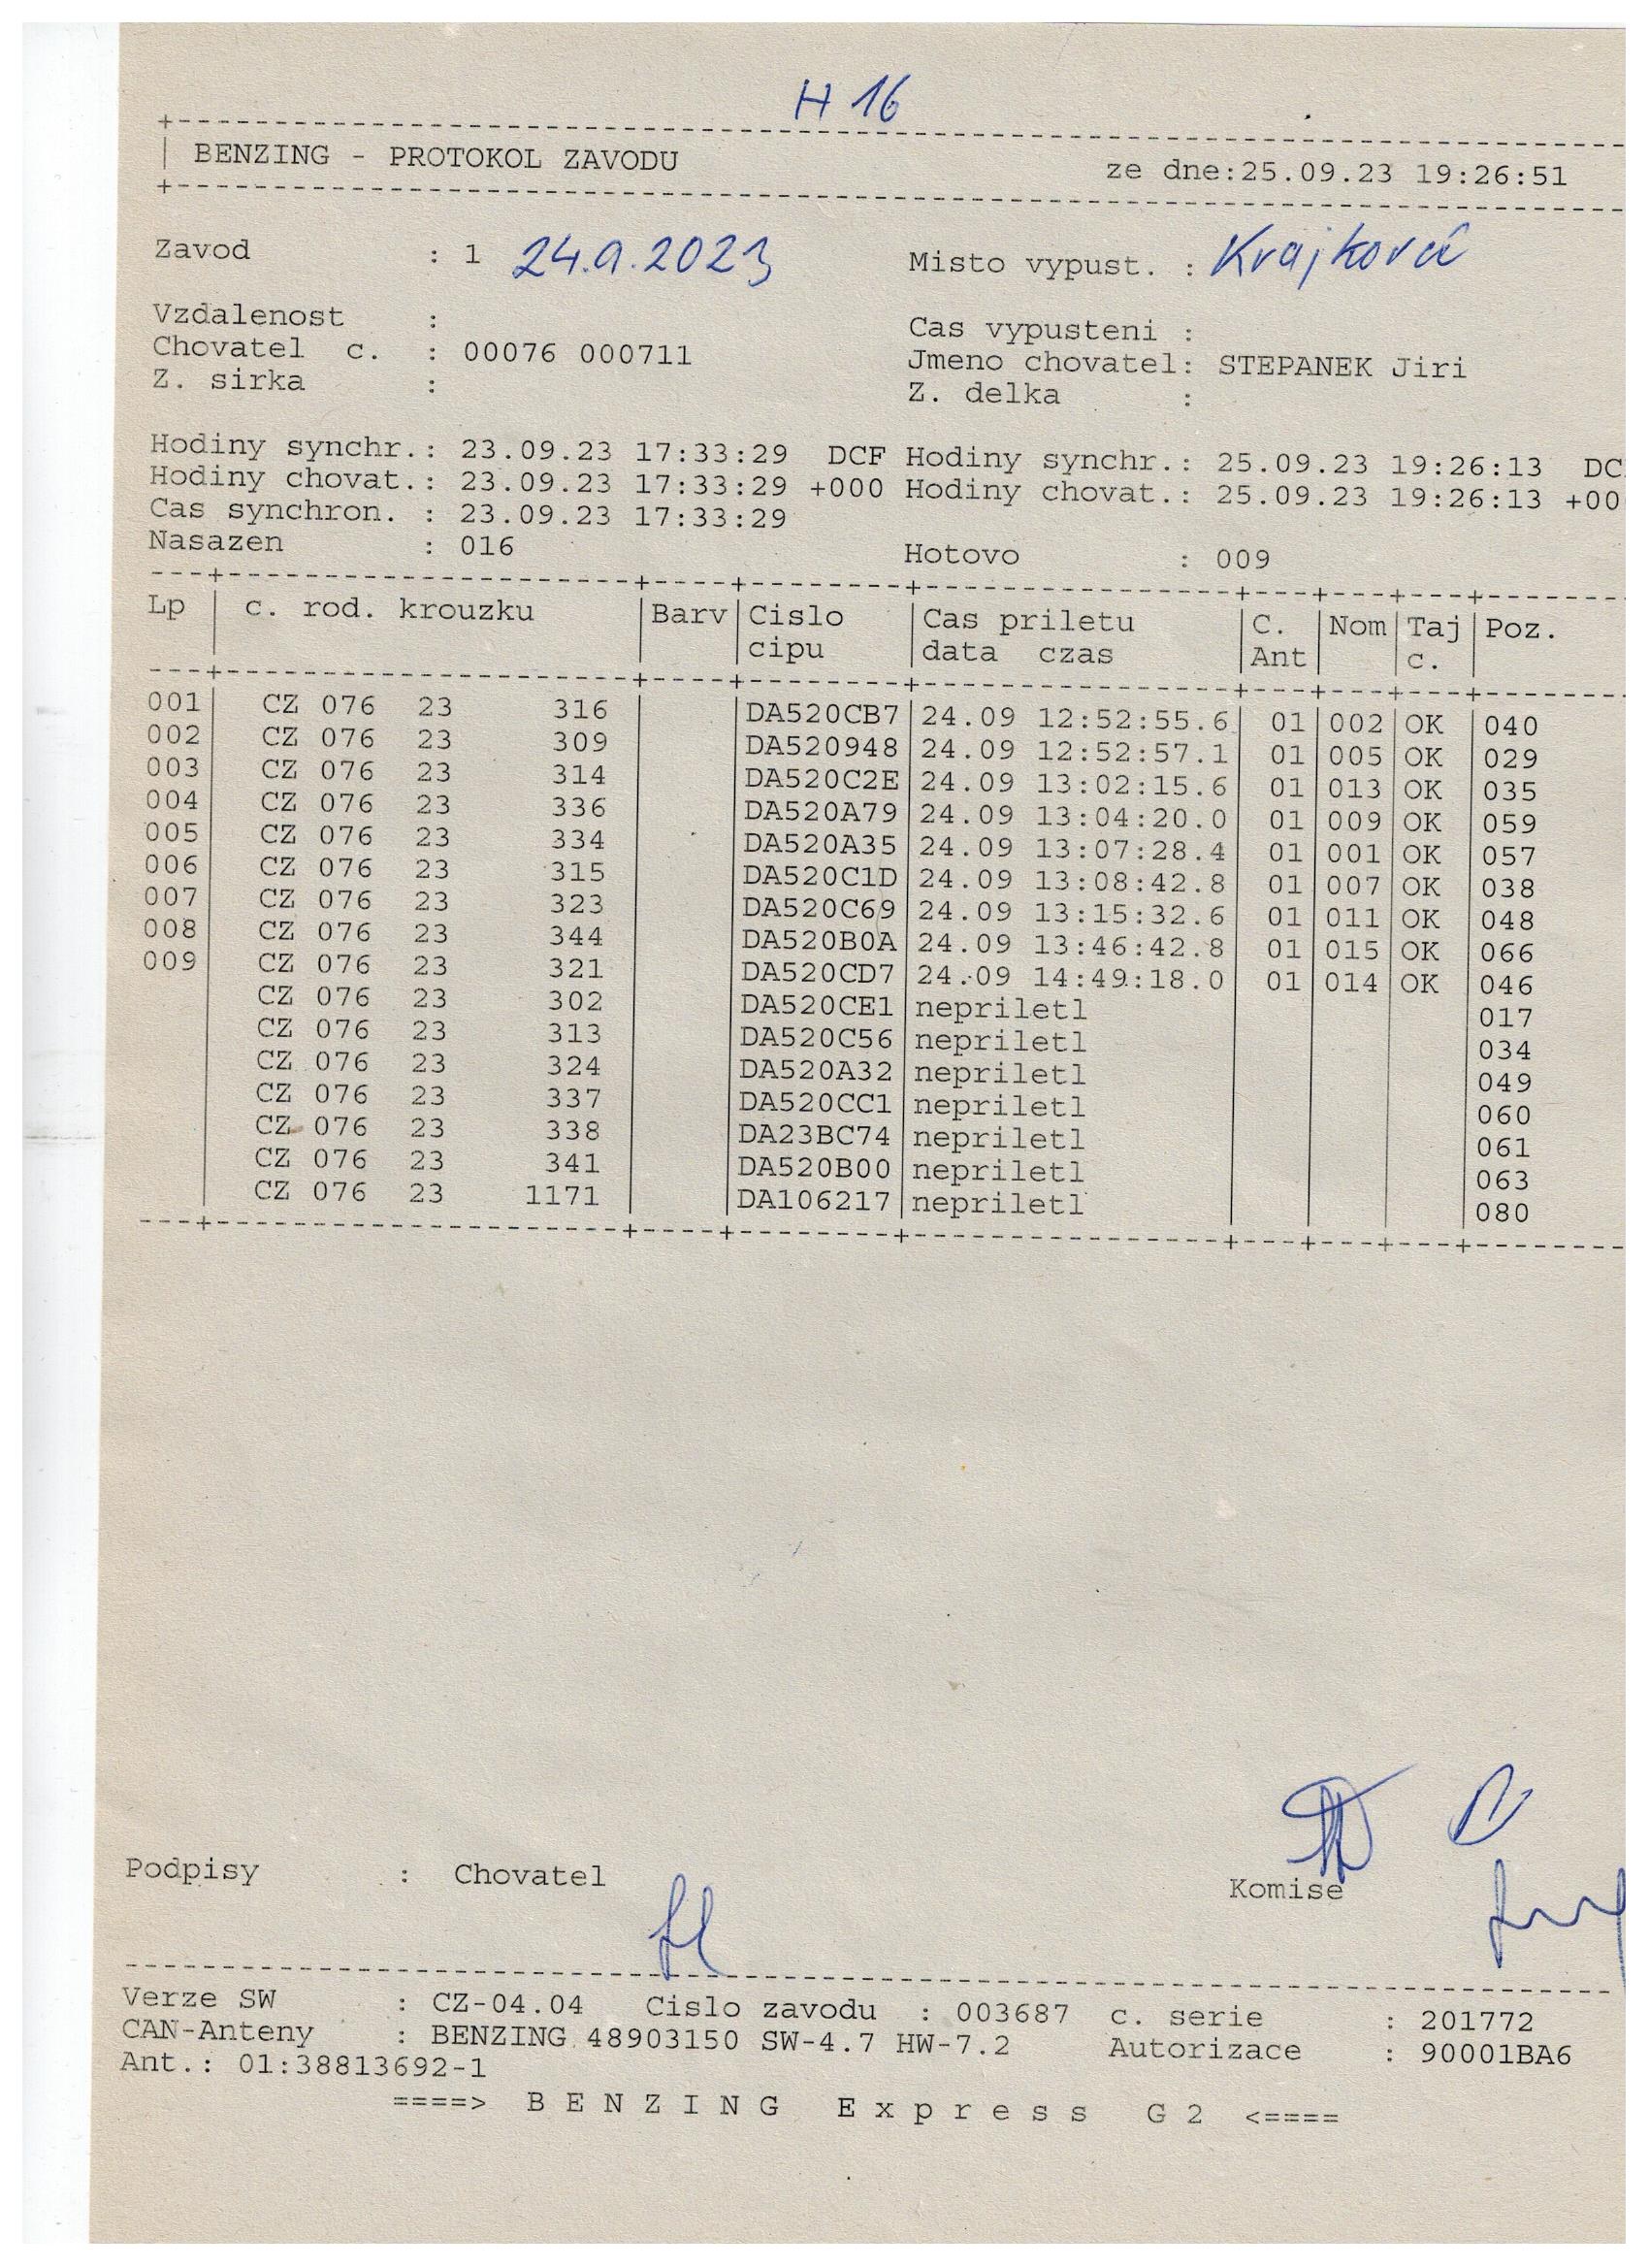 H 16
BENZING - PROTOKOL ZAVODU ze dne:25.09.23 19:26:51
Zavod : 1 24.9.2023 Misto vypust. : Krajková
Vzdalenost : Cas vypusteni :
Chovatel c. : 00076 000711 Jmeno chovatel: STEPANEK Jiri
Z. sirka : Z. delka :
Hodiny synchr.: 23.09.23 17:33:29 DCF Hodiny synchr.: 25.09.23 19:26:13 DC
Hodiny chovat.: 23.09.23 17:33:29 +000 Hodiny chovat.: 25.09.23 19:26:13 +00
Cas synchron. : 23.09.23 17:33:29
Nasazen : 016 Hotovo : 009
Lp | c. rod. krouzku | Barv | Cislo | Cas priletu | C. | Nom | Taj | Poz.
cipu | data czas | Ant | c.
001 | CZ 076 23 316 | DA520CB7 | 24.09 12:52:55.6 | 01 | 002 | OK | 040
002 | CZ 076 23 309 | DA520948 | 24.09 12:52:57.1 | 01 | 005 | OK | 029
003 | CZ 076 23 314 | DA520C2E | 24.09 13:02:15.6 | 01 | 013 | OK | 035
004 | CZ 076 23 336 | DA520A79 | 24.09 13:04:20.0 | 01 | 009 | OK | 059
005 | CZ 076 23 334 | DA520A35 | 24.09 13:07:28.4 | 01 | 001 | OK | 057
006 | CZ 076 23 315 | DA520C1D | 24.09 13:08:42.8 | 01 | 007 | OK | 038
007 | CZ 076 23 323 | DA520C69 | 24.09 13:15:32.6 | 01 | 011 | OK | 048
008 | CZ 076 23 344 | DA520B0A | 24.09 13:46:42.8 | 01 | 015 | OK | 066
009 | CZ 076 23 321 | DA520CD7 | 24.09 14:49:18.0 | 01 | 014 | OK | 046
CZ 076 23 302 | DA520CE1 | nepriletl | 017
CZ 076 23 313 | DA520C56 | nepriletl | 034
CZ 076 23 324 | DA520A32 | nepriletl | 049
CZ 076 23 337 | DA520CC1 | nepriletl | 060
CZ 076 23 338 | DA23BC74 | nepriletl | 061
CZ 076 23 341 | DA520B00 | nepriletl | 063
CZ 076 23 1171 | DA106217 | nepriletl | 080
Podpisy : Chovatel Komise
Verze SW : CZ-04.04 Cislo zavodu : 003687 c. serie : 201772
CAN-Anteny : BENZING 48903150 SW-4.7 HW-7.2 Autorizace : 90001BA6
Ant.: 01:38813692-1
====> B E N Z I N G E x p r e s s G 2 <====